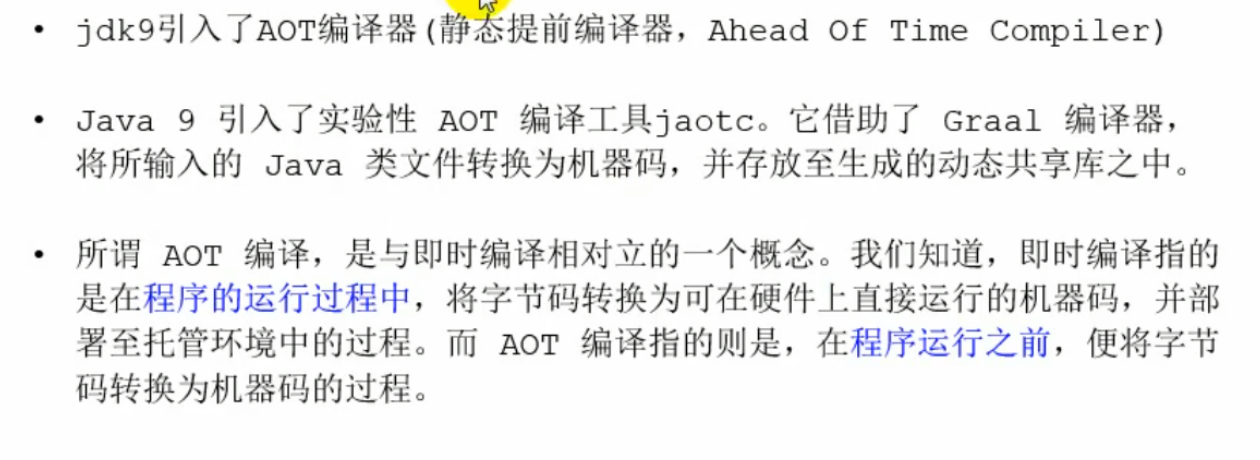 • jdk9引入了AOT编译器(静态提前编译器，Ahead Of Time Compiler)
• Java 9 引入了实验性 AOT 编译工具jaotc。它借助了 Graal 编译器，
将所输入的 Java 类文件转换为机器码，并存放至生成的动态共享库之中。
• 所谓 AOT 编译，是与即时编译相对立的一个概念。我们知道，即时编译指的
是在程序的运行过程中，将字节码转换为可在硬件上直接运行的机器码，并部
署至托管环境中的过程。而 AOT 编译指的则是，在程序运行之前，便将字节
码转换为机器码的过程。